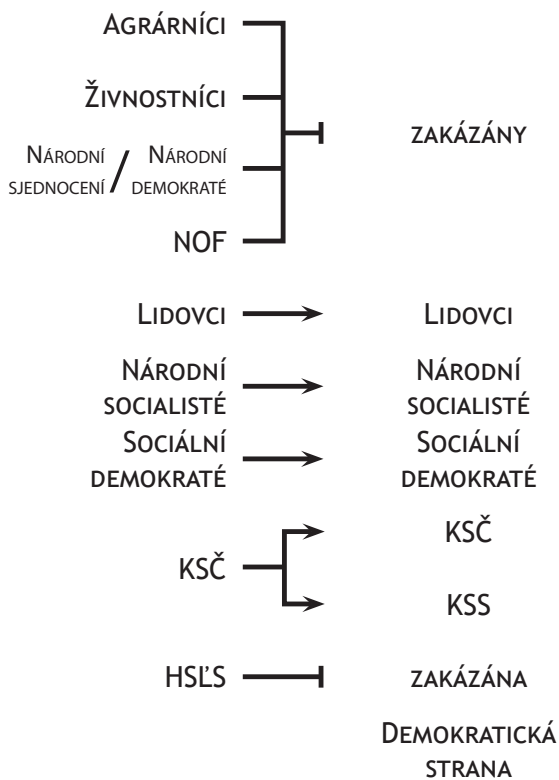 Agrárníci
Živnostníci
Národní sjednocení / Národní demokraté
zakázány
NOF
Lidovci
Lidovci
Národní socialisté
Národní socialisté
Sociální demokraté
Sociální demokraté
KSČ
KSČ
KSS
HSĽS
zakázána
Demokratická strana